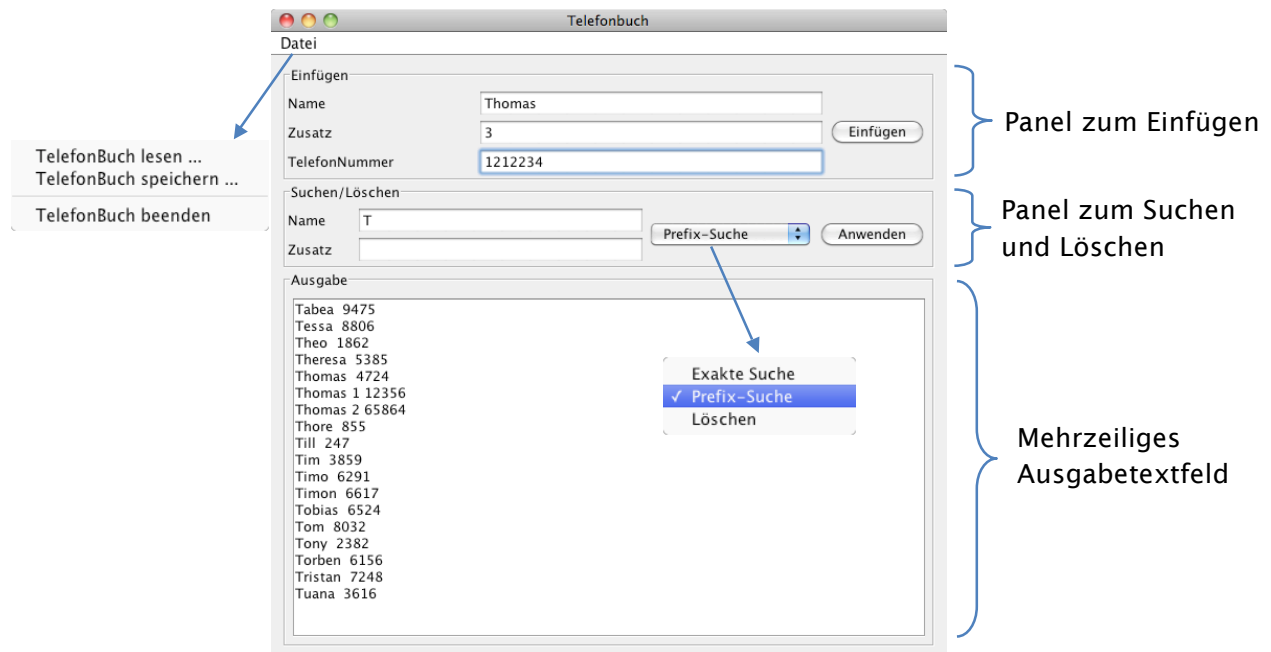 Telefonbuch
Datei
Einfügen
Name
Thomas
Zusatz
3
Einfügen
TelefonNummer
1212234
Panel zum Einfügen
TelefonBuch lesen ...
TelefonBuch speichern ...
TelefonBuch beenden
Suchen/Löschen
Name
T
Zusatz
Prefix-Suche
Anwenden
Panel zum Suchen
und Löschen
Ausgabe
Tabea 9475
Tessa 8806
Theo 1862
Theresa 5385
Thomas 4724
Thomas 1 12356
Thomas 2 65864
Thore 855
Till 247
Tim 3859
Timo 6291
Timon 6617
Tobias 6524
Tom 8032
Tony 2382
Torben 6156
Tristan 7248
Tuana 3616
Exakte Suche
✓ Prefix-Suche
Löschen
Mehrzeiliges
Ausgabetextfeld